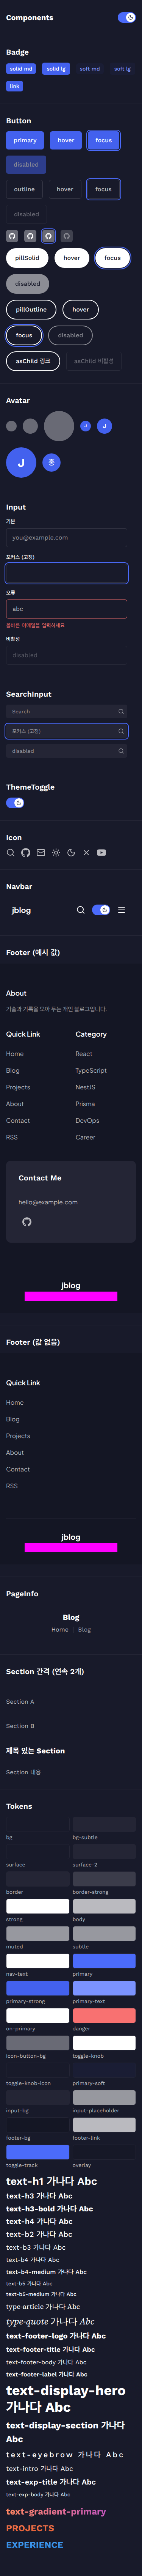 Components
Badge
solid md solid lg soft md soft lg
link
Button
primary hover focus
disabled
outline hover focus
disabled
pillSolid hover focus
disabled
pillOutline hover
focus disabled
asChild 링크 asChild 비활성
Avatar
J J
J 홍
Input
기본
you@example.com
포커스 (고정)
오류
abc
올바른 이메일을 입력하세요
비활성
disabled
SearchInput
Search
포커스 (고정)
disabled
ThemeToggle
Icon
Navbar
jblog
Footer (예시 값)
About
기술과 기록을 모아 두는 개인 블로그입니다.
Quick Link Category
Home React
Blog TypeScript
Projects NestJS
About Prisma
Contact DevOps
RSS Career
Contact Me
hello@example.com
jblog
Footer (값 없음)
Quick Link
Home
Blog
Projects
About
Contact
RSS
jblog
PageInfo
Blog
Home Blog
Section 간격 (연속 2개)
Section A
Section B
제목 있는 Section
Section 내용
Tokens
bg bg-subtle
surface surface-2
border border-strong
strong body
muted subtle
nav-text primary
primary-strong primary-text
on-primary danger
icon-button-bg toggle-knob
toggle-knob-icon primary-soft
input-bg input-placeholder
footer-bg footer-link
toggle-track overlay
text-h1 가나다 Abc
text-h3 가나다 Abc
text-h3-bold 가나다 Abc
text-h4 가나다 Abc
text-b2 가나다 Abc
text-b3 가나다 Abc
text-b4 가나다 Abc
text-b4-medium 가나다 Abc
text-b5 가나다 Abc
text-b5-medium 가나다 Abc
type-article 가나다 Abc
type-quote 가나다 Abc
text-footer-logo 가나다 Abc
text-footer-title 가나다 Abc
text-footer-body 가나다 Abc
text-footer-label 가나다 Abc
text-display-hero
가나다 Abc
text-display-section 가나다
Abc
text-eyebrow 가나다 Abc
text-intro 가나다 Abc
text-exp-title 가나다 Abc
text-exp-body 가나다 Abc
text-gradient-primary
PROJECTS
EXPERIENCE